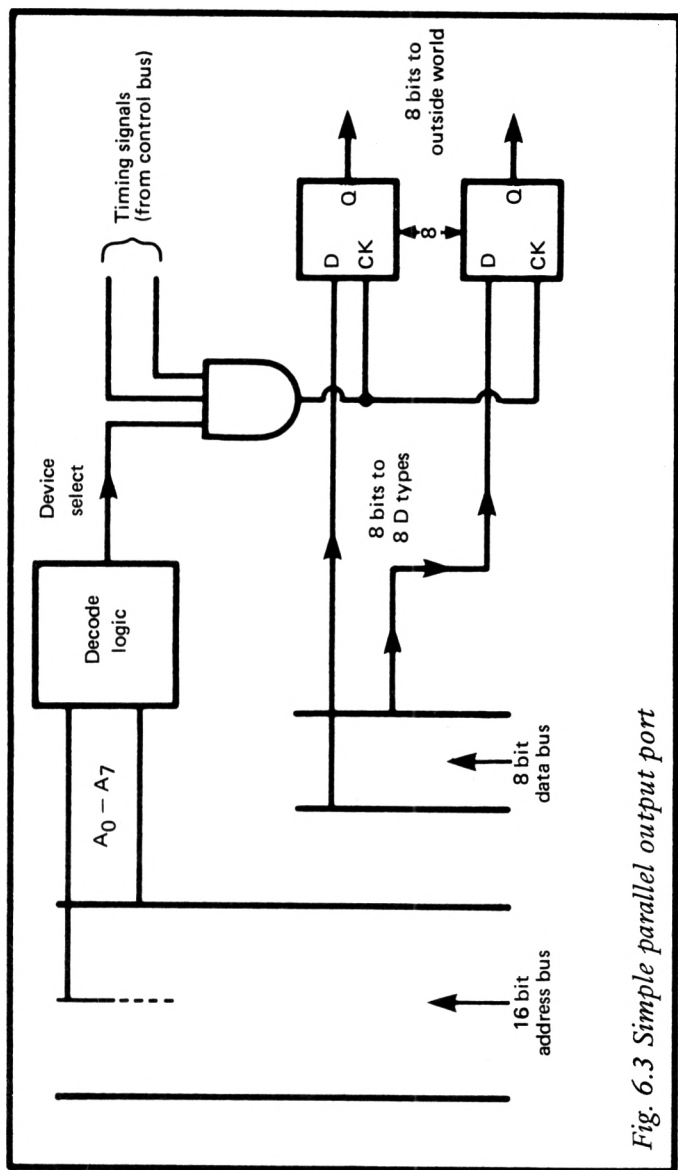 Timing signals
(from control bus)
Device
select
Decode
logic
A0 – A7
8 bits to
outside world
D
Q
CK
8
D
Q
CK
8 bits to
8 D types
8 bit
data bus
16 bit
address bus
Fig. 6.3 Simple parallel output port